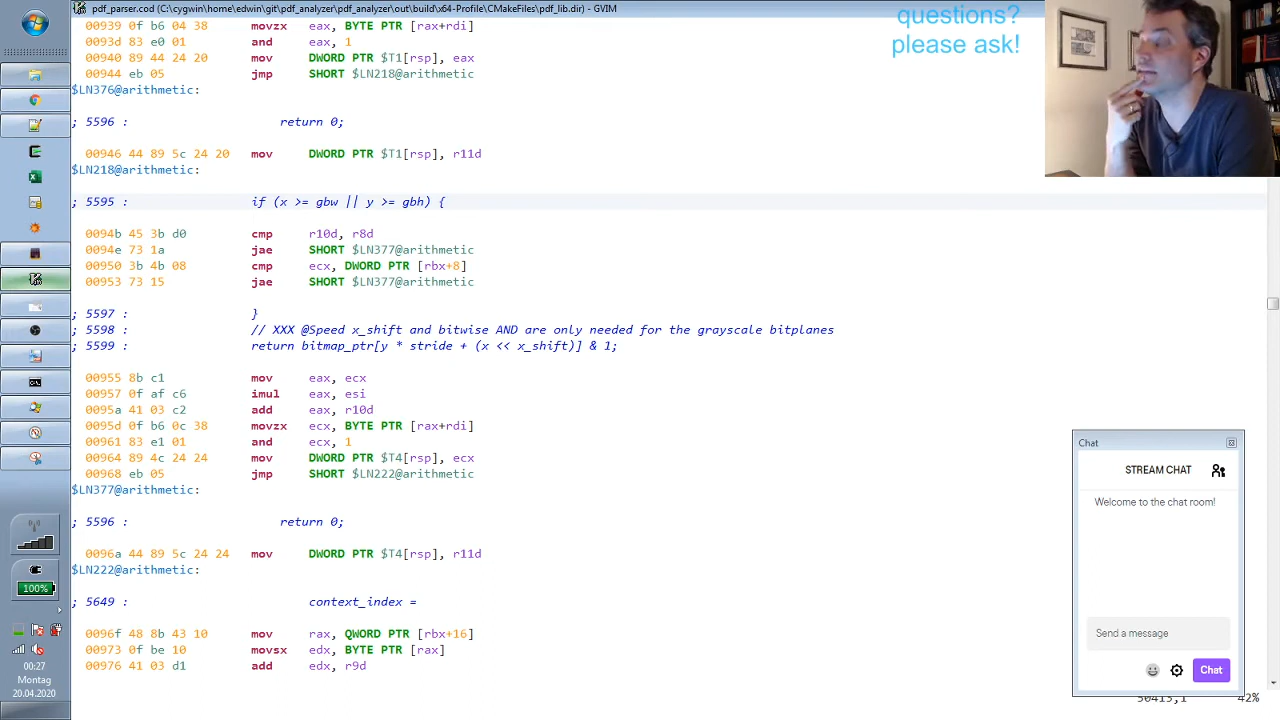 pdf_parser.cod (C:\cygwin\home\edwin\git\pdf_analyzer\pdf_analyzer\out\build\x64-Profile\CMakeFiles\pdf_lib.dir) - GVIM
questions?
please ask!
00939 0f b6 04 38 movzx eax, BYTE PTR [rax+rdi]
0093d 83 e0 01 and eax, 1
00940 89 44 24 20 mov DWORD PTR $T1[rsp], eax
00944 eb 05 jmp SHORT $LN218@arithmetic
$LN376@arithmetic:
; 5596 : return 0;
00946 44 89 5c 24 20 mov DWORD PTR $T1[rsp], r11d
$LN218@arithmetic:
; 5595 : if (x >= gbw || y >= gbh) {
0094b 45 3b d0 cmp r10d, r8d
0094e 73 1a jae SHORT $LN377@arithmetic
00950 3b 4b 08 cmp ecx, DWORD PTR [rbx+8]
00953 73 15 jae SHORT $LN377@arithmetic
; 5597 : }
; 5598 : // XXX @Speed x_shift and bitwise AND are only needed for the grayscale bitplanes
; 5599 : return bitmap_ptr[y * stride + (x << x_shift)] & 1;
00955 8b c1 mov eax, ecx
00957 0f af c6 imul eax, esi
0095a 41 03 c2 add eax, r10d
0095d 0f b6 0c 38 movzx ecx, BYTE PTR [rax+rdi]
00961 83 e1 01 and ecx, 1
00964 89 4c 24 24 mov DWORD PTR $T4[rsp], ecx
00968 eb 05 jmp SHORT $LN222@arithmetic
$LN377@arithmetic:
; 5596 : return 0;
0096a 44 89 5c 24 24 mov DWORD PTR $T4[rsp], r11d
$LN222@arithmetic:
; 5649 : context_index =
0096f 48 8b 43 10 mov rax, QWORD PTR [rbx+16]
00973 0f be 10 movsx edx, BYTE PTR [rax]
00976 41 03 d1 add edx, r9d
50413,1 42%
Chat
STREAM CHAT
Welcome to the chat room!
Send a message
Chat
100%
00:27
Montag
20.04.2020